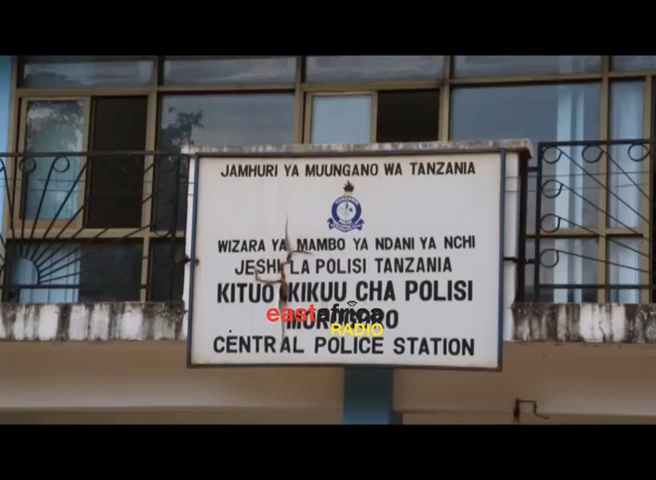 JAMHURI YA MUUNGANO WA TANZANIA
WIZARA YA MAMBO YA NDANI YA NCHI
JESHI LA POLISI TANZANIA
KITUO KIKUU CHA POLISI
eastafrica
RADIO
CENTRAL POLICE STATION